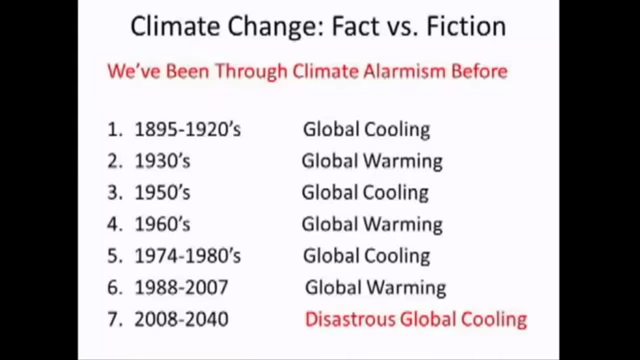 Climate Change: Fact vs. Fiction
We've Been Through Climate Alarmism Before
1. 1895-1920's Global Cooling
2. 1930's Global Warming
3. 1950's Global Cooling
4. 1960's Global Warming
5. 1974-1980's Global Cooling
6. 1988-2007 Global Warming
7. 2008-2040 Disastrous Global Cooling